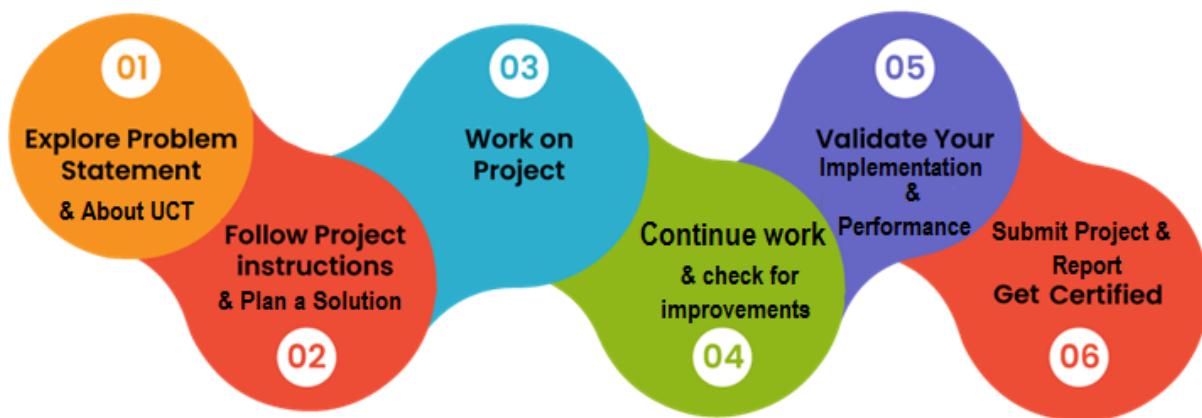 01
Explore Problem
Statement
& About UCT
Follow Project
instructions
& Plan a Solution
02
03
Work on
Project
Continue work
& check for
improvements
04
05
Validate Your
Implementation
&
Performance
Submit Project &
Report
Get Certified
06